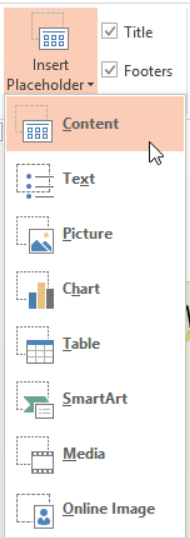 Insert
Placeholder
Title
Footers
Content
Text
Picture
Chart
Table
SmartArt
Media
Online Image